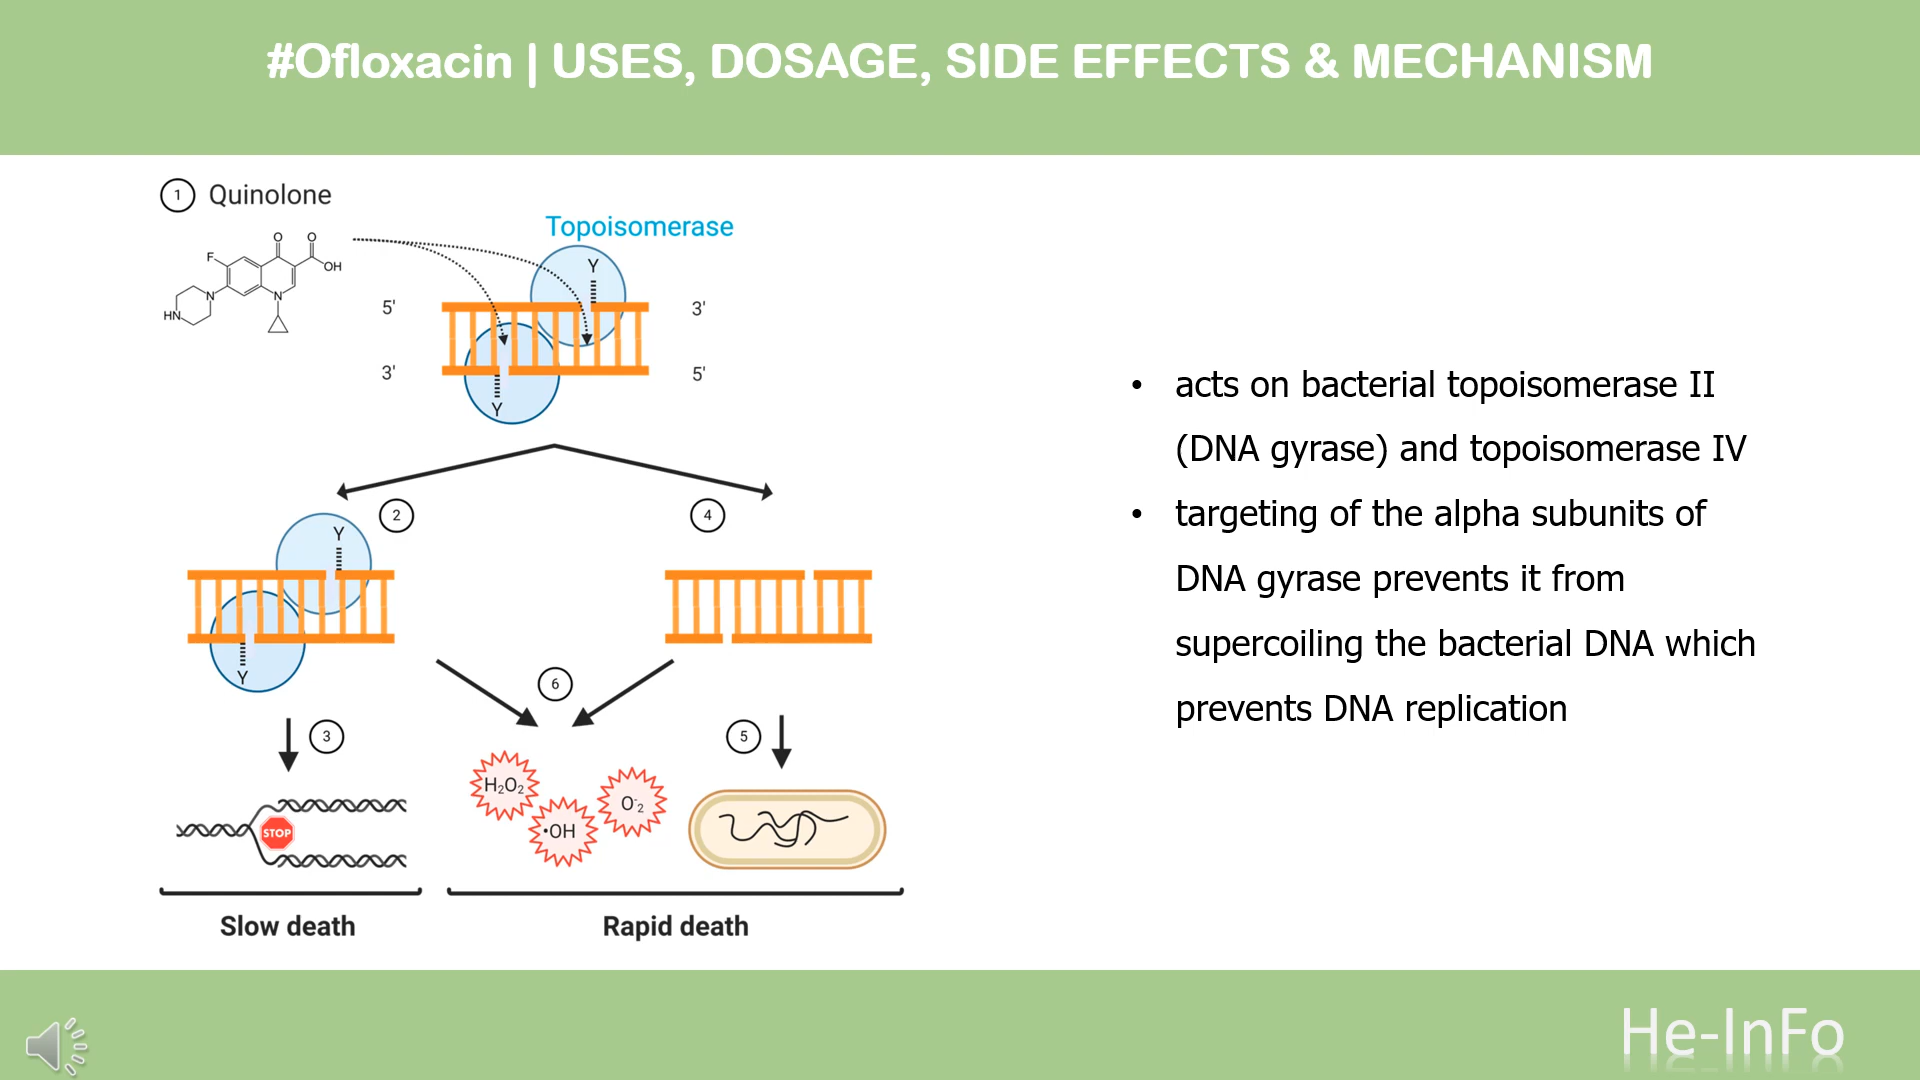 #Ofloxacin | USES, DOSAGE, SIDE EFFECTS & MECHANISM
1 Quinolone
Topoisomerase
F O O OH
N N HN
Y
5' 3'
3' 5'
Y
2 4
Y
Y
6
3 5
H₂O₂
O⁻₂
•OH
STOP
Slow death Rapid death
• acts on bacterial topoisomerase II
(DNA gyrase) and topoisomerase IV
• targeting of the alpha subunits of
DNA gyrase prevents it from
supercoiling the bacterial DNA which
prevents DNA replication
He-InFo